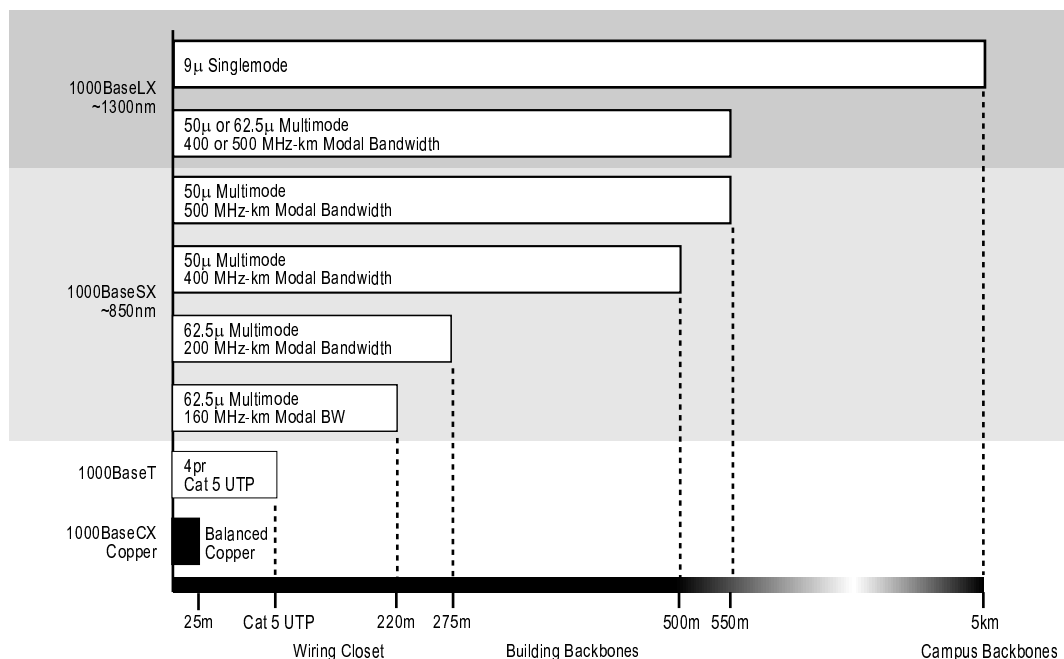 1000BaseLX
~1300nm
9µ Singlemode
50µ or 62.5µ Multimode
400 or 500 MHz-km Modal Bandwidth
1000BaseSX
~850nm
50µ Multimode
500 MHz-km Modal Bandwidth
50µ Multimode
400 MHz-km Modal Bandwidth
62.5µ Multimode
200 MHz-km Modal Bandwidth
62.5µ Multimode
160 MHz-km Modal BW
1000BaseT
4pr
Cat 5 UTP
1000BaseCX
Copper
Balanced
Copper
25m Cat 5 UTP 220m 275m 500m 550m 5km
Wiring Closet Building Backbones Campus Backbones